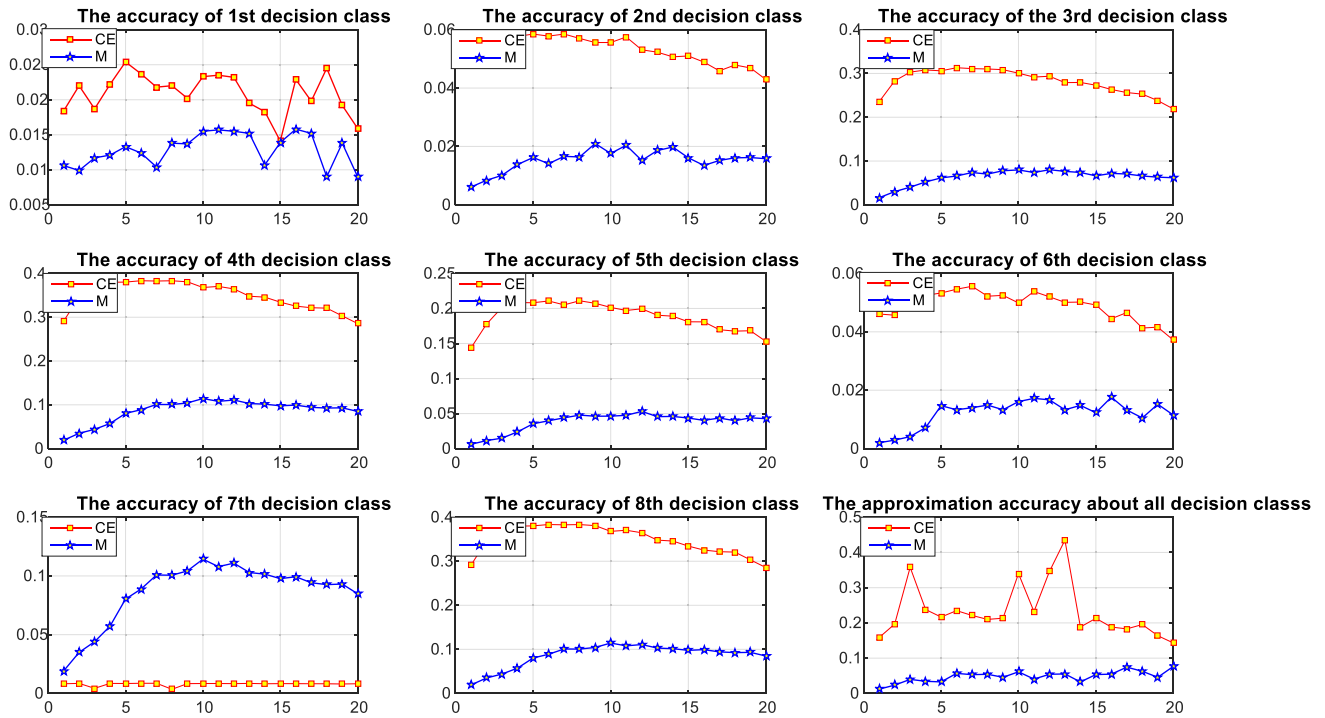 The accuracy of 1st decision class
The accuracy of 2nd decision class
The accuracy of the 3rd decision class
0.03
0.02
0.02
0.015
0.01
0.005
0 5 10 15 20
CE
M
0.06
0.04
0.02
0
0 5 10 15 20
CE
M
0.4
0.3
0.2
0.1
0
0 5 10 15 20
CE
M
The accuracy of 4th decision class
The accuracy of 5th decision class
The accuracy of 6th decision class
0.4
0.3
0.2
0.1
0
0 5 10 15 20
CE
M
0.25
0.2
0.15
0.1
0.05
0
0 5 10 15 20
CE
M
0.06
0.04
0.02
0
0 5 10 15 20
CE
M
The accuracy of 7th decision class
The accuracy of 8th decision class
The approximation accuracy about all decision classs
0.15
0.1
0.05
0
0 5 10 15 20
CE
M
0.4
0.3
0.2
0.1
0
0 5 10 15 20
CE
M
0.5
0.4
0.3
0.2
0.1
0
0 5 10 15 20
CE
M